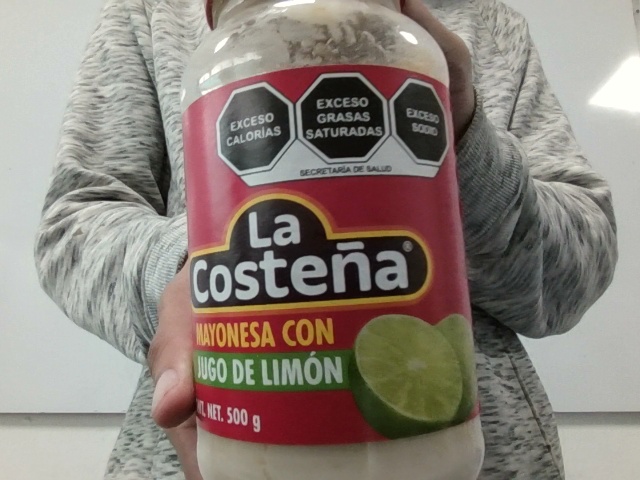 EXCESO
CALORÍAS
EXCESO
GRASAS
SATURADAS
EXCESO
SODIO
SECRETARÍA DE SALUD
La
Costeña®
MAYONESA CON
JUGO DE LIMÓN
NET. 500 g